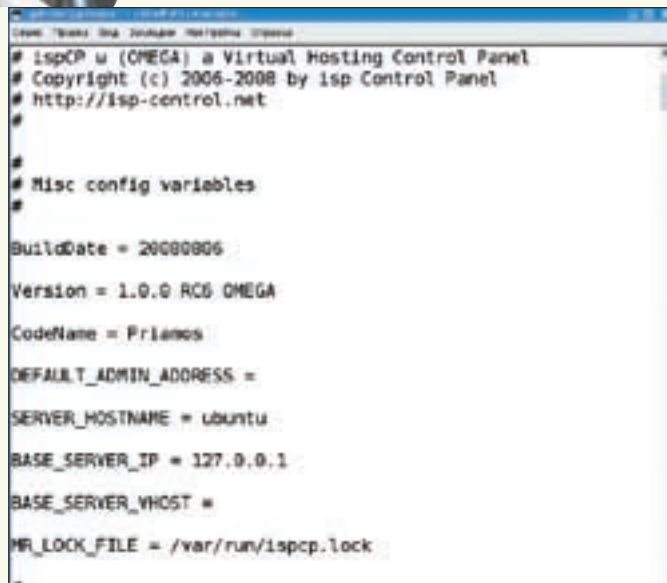 # ispCP ω (OMEGA) a Virtual Hosting Control Panel
# Copyright (c) 2006-2008 by isp Control Panel
# http://isp-control.net
#
#
# Misc config variables
#
BuildDate = 20080806
Version = 1.0.0 RC6 OMEGA
CodeName = Priamos
DEFAULT_ADMIN_ADDRESS =
SERVER_HOSTNAME = ubuntu
BASE_SERVER_IP = 127.0.0.1
BASE_SERVER_VHOST =
MR_LOCK_FILE = /var/run/ispcp.lock